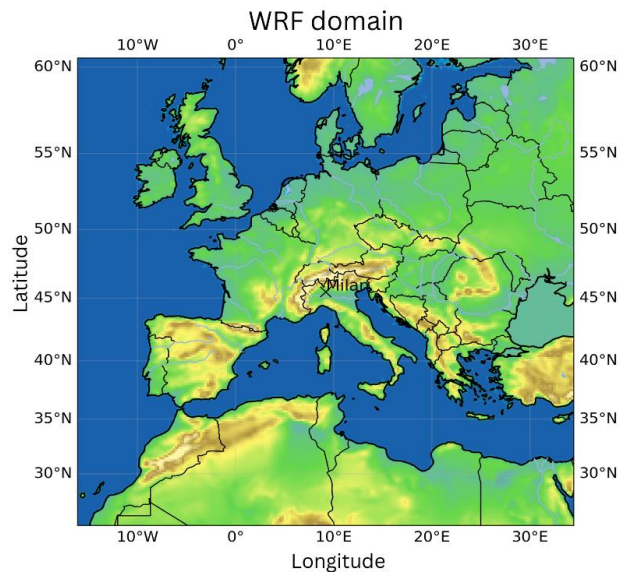 WRF domain
10°W 0° 10°E 20°E 30°E
60°N 60°N
55°N 55°N
50°N 50°N
Latitude
Milan
45°N 45°N
40°N 40°N
35°N 35°N
30°N 30°N
10°W 0° 10°E 20°E 30°E
Longitude